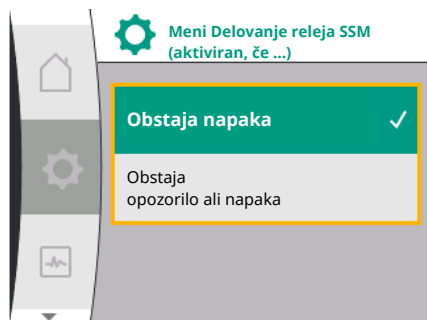 Meni Delovanje releja SSM
(aktiviran, če ...)
Obstaja napaka
Obstaja
opozorilo ali napaka